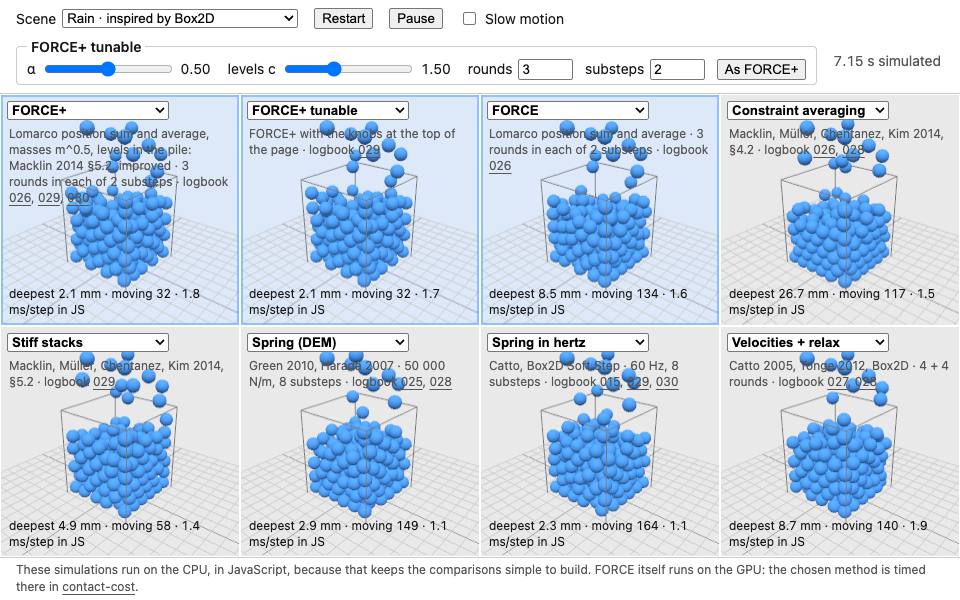 Scene Rain · inspired by Box2D Restart Pause Slow motion
FORCE+ tunable
α 0.50 levels c 1.50 rounds 3 substeps 2 As FORCE+ 7.15 s simulated
FORCE+
Lomarco position sum and average,
masses m^0.5, levels in the pile:
Macklin 2014 §5.2, improved · 3
rounds in each of 2 substeps · logbook
026, 029, 030
deepest 2.1 mm · moving 32 · 1.8
ms/step in JS
FORCE+ tunable
FORCE+ with the knobs at the top of
the page · logbook 029
deepest 2.1 mm · moving 32 · 1.7
ms/step in JS
FORCE
Lomarco position sum and average · 3
rounds in each of 2 substeps · logbook
026
deepest 8.5 mm · moving 134 · 1.6
ms/step in JS
Constraint averaging
Macklin, Müller, Chentanez, Kim 2014,
§4.2 · logbook 026, 028
deepest 26.7 mm · moving 117 · 1.5
ms/step in JS
Stiff stacks
Macklin, Müller, Chentanez, Kim 2014,
§5.2 · logbook 029
deepest 4.9 mm · moving 58 · 1.4
ms/step in JS
Spring (DEM)
Green 2010, Harada 2007 · 50 000
N/m, 8 substeps · logbook 025, 028
deepest 2.9 mm · moving 149 · 1.1
ms/step in JS
Spring in hertz
Catto, Box2D Soft Step · 60 Hz, 8
substeps · logbook 015, 029, 030
deepest 2.3 mm · moving 164 · 1.1
ms/step in JS
Velocities + relax
Catto 2005, Tonge 2012, Box2D · 4 + 4
rounds · logbook 027, 028
deepest 8.7 mm · moving 140 · 1.9
ms/step in JS
These simulations run on the CPU, in JavaScript, because that keeps the comparisons simple to build. FORCE itself runs on the GPU: the chosen method is timed
there in contact-cost.